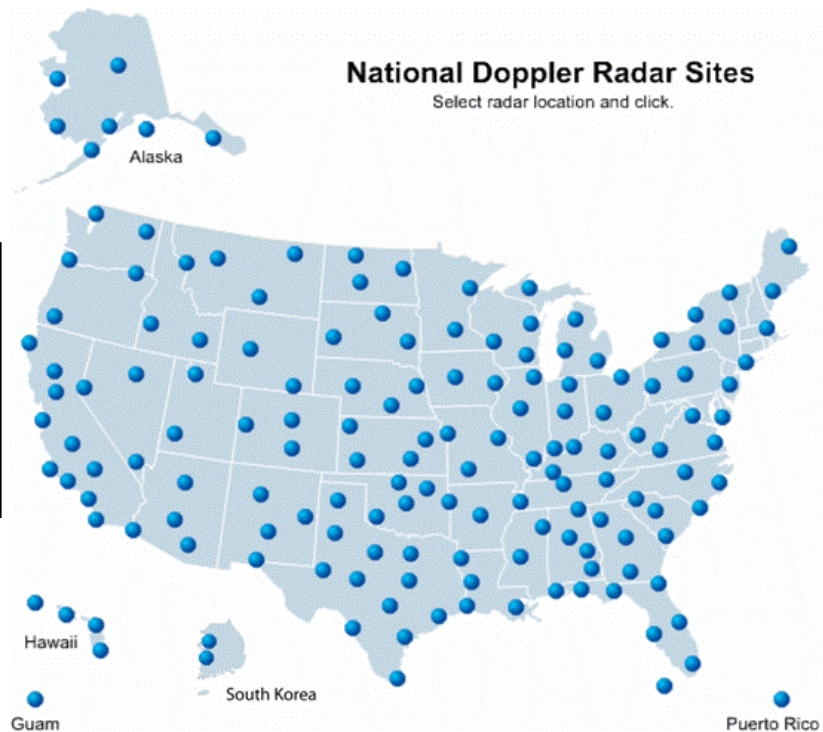 National Doppler Radar Sites
Select radar location and click.
Alaska
Hawaii
South Korea
Guam
Puerto Rico